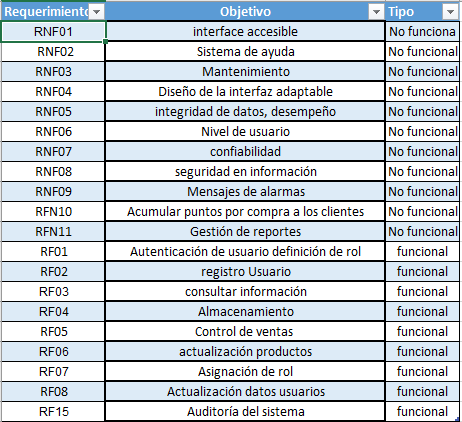 Requerimiento Objetivo Tipo
RNF01 interface accesible No funciona
RNF02 Sistema de ayuda No funcional
RNF03 Mantenimiento No funcional
RNF04 Diseño de la interfaz adaptable No funcional
RNF05 integridad de datos, desempeño No funcional
RNF06 Nivel de usuario No funcional
RNF07 confiabilidad No funcional
RNF08 seguridad en información No funcional
RNF09 Mensajes de alarmas No funcional
RFN10 Acumular puntos por compra a los clientes No funcional
RFN11 Gestión de reportes No funcional
RF01 Autenticación de usuario definición de rol funcional
RF02 registro Usuario funcional
RF03 consultar información funcional
RF04 Almacenamiento funcional
RF05 Control de ventas funcional
RF06 actualización productos funcional
RF07 Asignación de rol funcional
RF08 Actualización datos usuarios funcional
RF15 Auditoría del sistema funcional